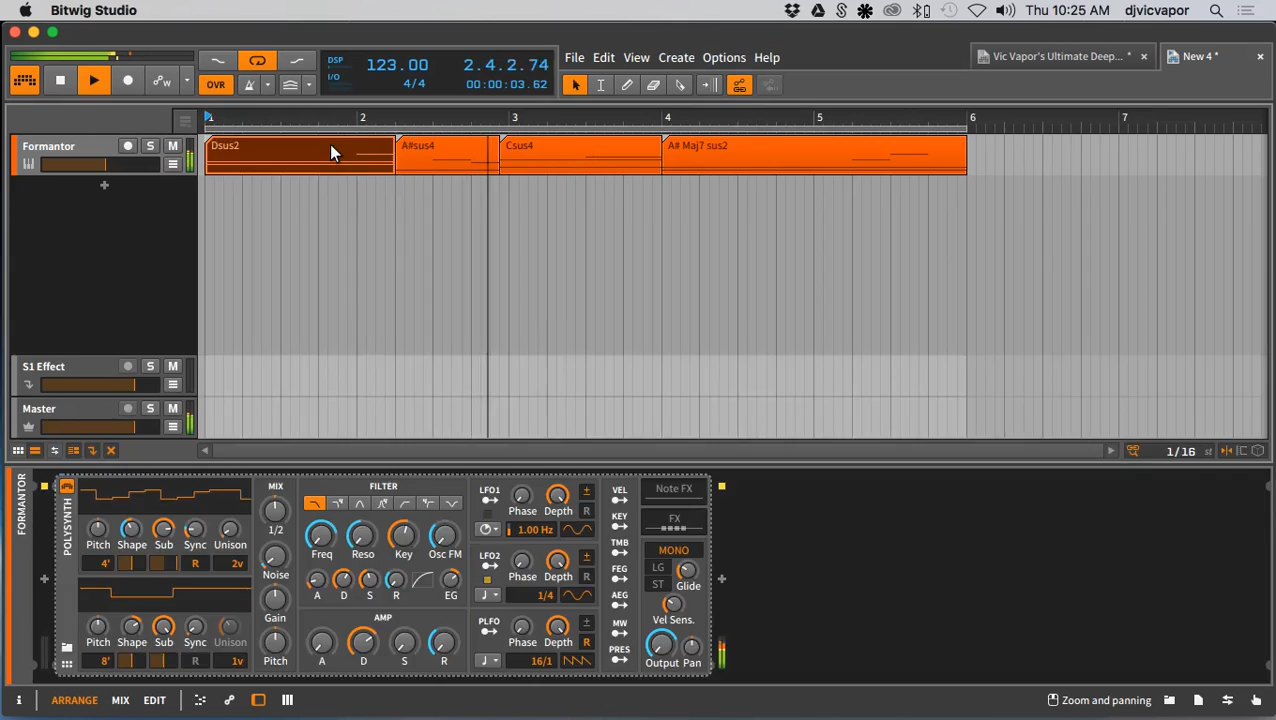 Bitwig Studio
Thu 10:25 AM djvicvapor
OVR
DSP
I/O
123.00
4/4
2.4.2.74
00:00:03.62
File Edit View Create Options Help
Vic Vapor's Ultimate Deep... *
New 4 *
1 2 3 4 5 6 7
Formantor S M
Dsus2 A#sus4 Csus4 A# Maj7 sus2
S1 Effect S M
Master S M
1/16 st
FORMANTOR
POLYSYNTH
Pitch Shape Sub Sync Unison
4' R 2v
Pitch Shape Sub Sync Unison
8' R 1v
MIX
1/2
Noise
Gain
Pitch
FILTER
Freq Reso Key Osc FM
A D S R EG
AMP
A D S R
LFO1
Phase Depth R
1.00 Hz
LFO2
Phase Depth R
1/4
PLFO
Phase Depth R
16/1
VEL
KEY
TMB
FEG
AEG
MW
PRES
Note FX
FX
MONO
LG
ST
Glide
Vel Sens.
Output Pan
ARRANGE MIX EDIT
Zoom and panning